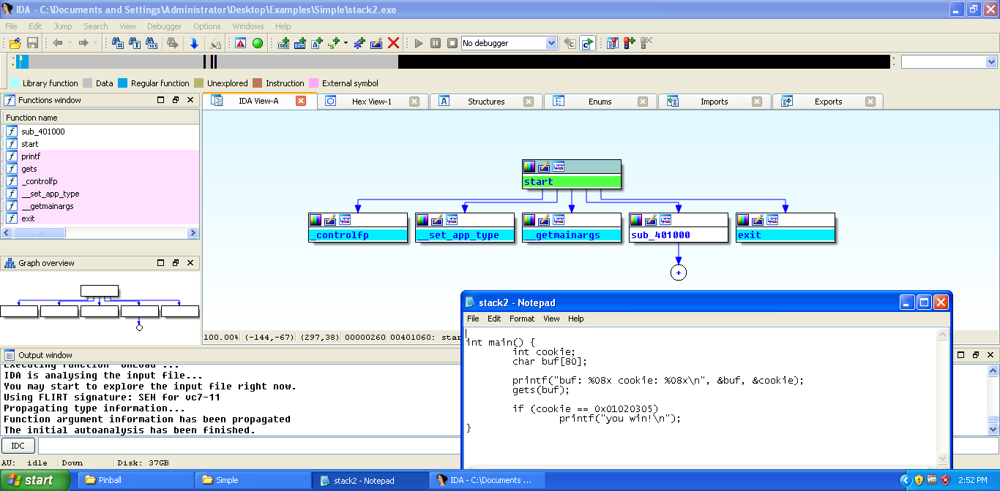 IDA - C:\Documents and Settings\Administrator\Desktop\Examples\Simple\stack2.exe
File Edit Jump Search View Debugger Options Windows Help
No debugger
Library function Data Regular function Unexplored Instruction External symbol
Functions window
Function name
sub_401000
start
printf
gets
_controlfp
__set_app_type
__getmainargs
exit
Graph overview
IDA View-A Hex View-1 Structures Enums Imports Exports
start
_controlfp __set_app_type __getmainargs sub_401000 exit
100.00% (-144,-67) (297,38) 00000260 00401060: star
Output window
Executing function 'OnLoad'...
IDA is analysing the input file...
You may start to explore the input file right now.
Using FLIRT signature: SEH for vc7-11
Propagating type information...
Function argument information has been propagated
The initial autoanalysis has been finished.
IDC
AU: idle Down Disk: 37GB
stack2 - Notepad
File Edit Format View Help
int main() {
int cookie;
char buf[80];
printf("buf: %08x cookie: %08x\n", &buf, &cookie);
gets(buf);
if (cookie == 0x01020305)
printf("you win!\n");
}
start Pinball Simple stack2 - Notepad IDA - C:\Documents ... 2:52 PM